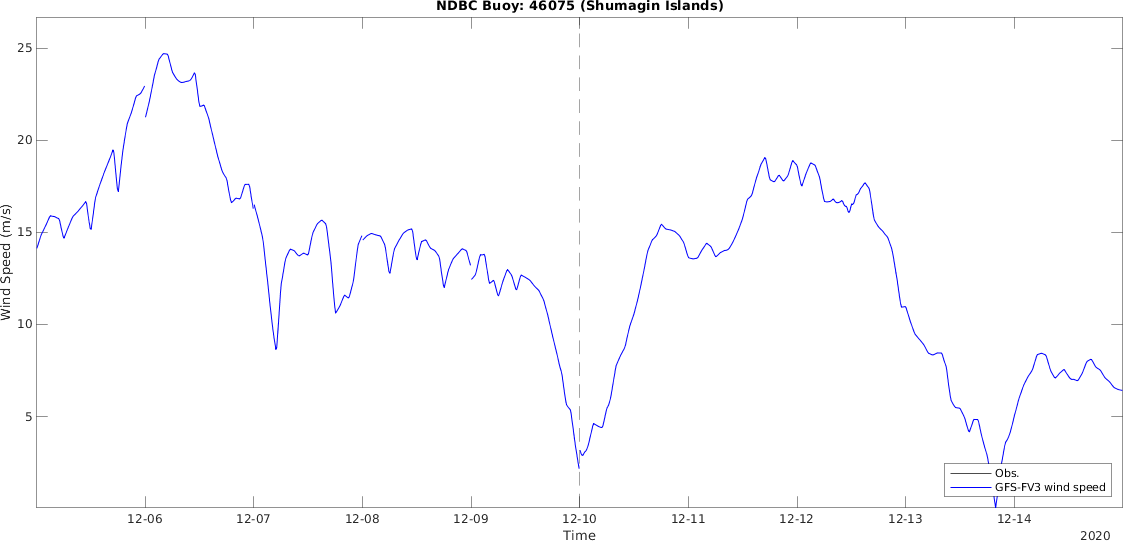 NDBC Buoy: 46075 (Shumagin Islands)
25
20
15
10
5
Wind Speed (m/s)
Obs.
GFS-FV3 wind speed
12-06 12-07 12-08 12-09 12-10 12-11 12-12 12-13 12-14
Time
2020